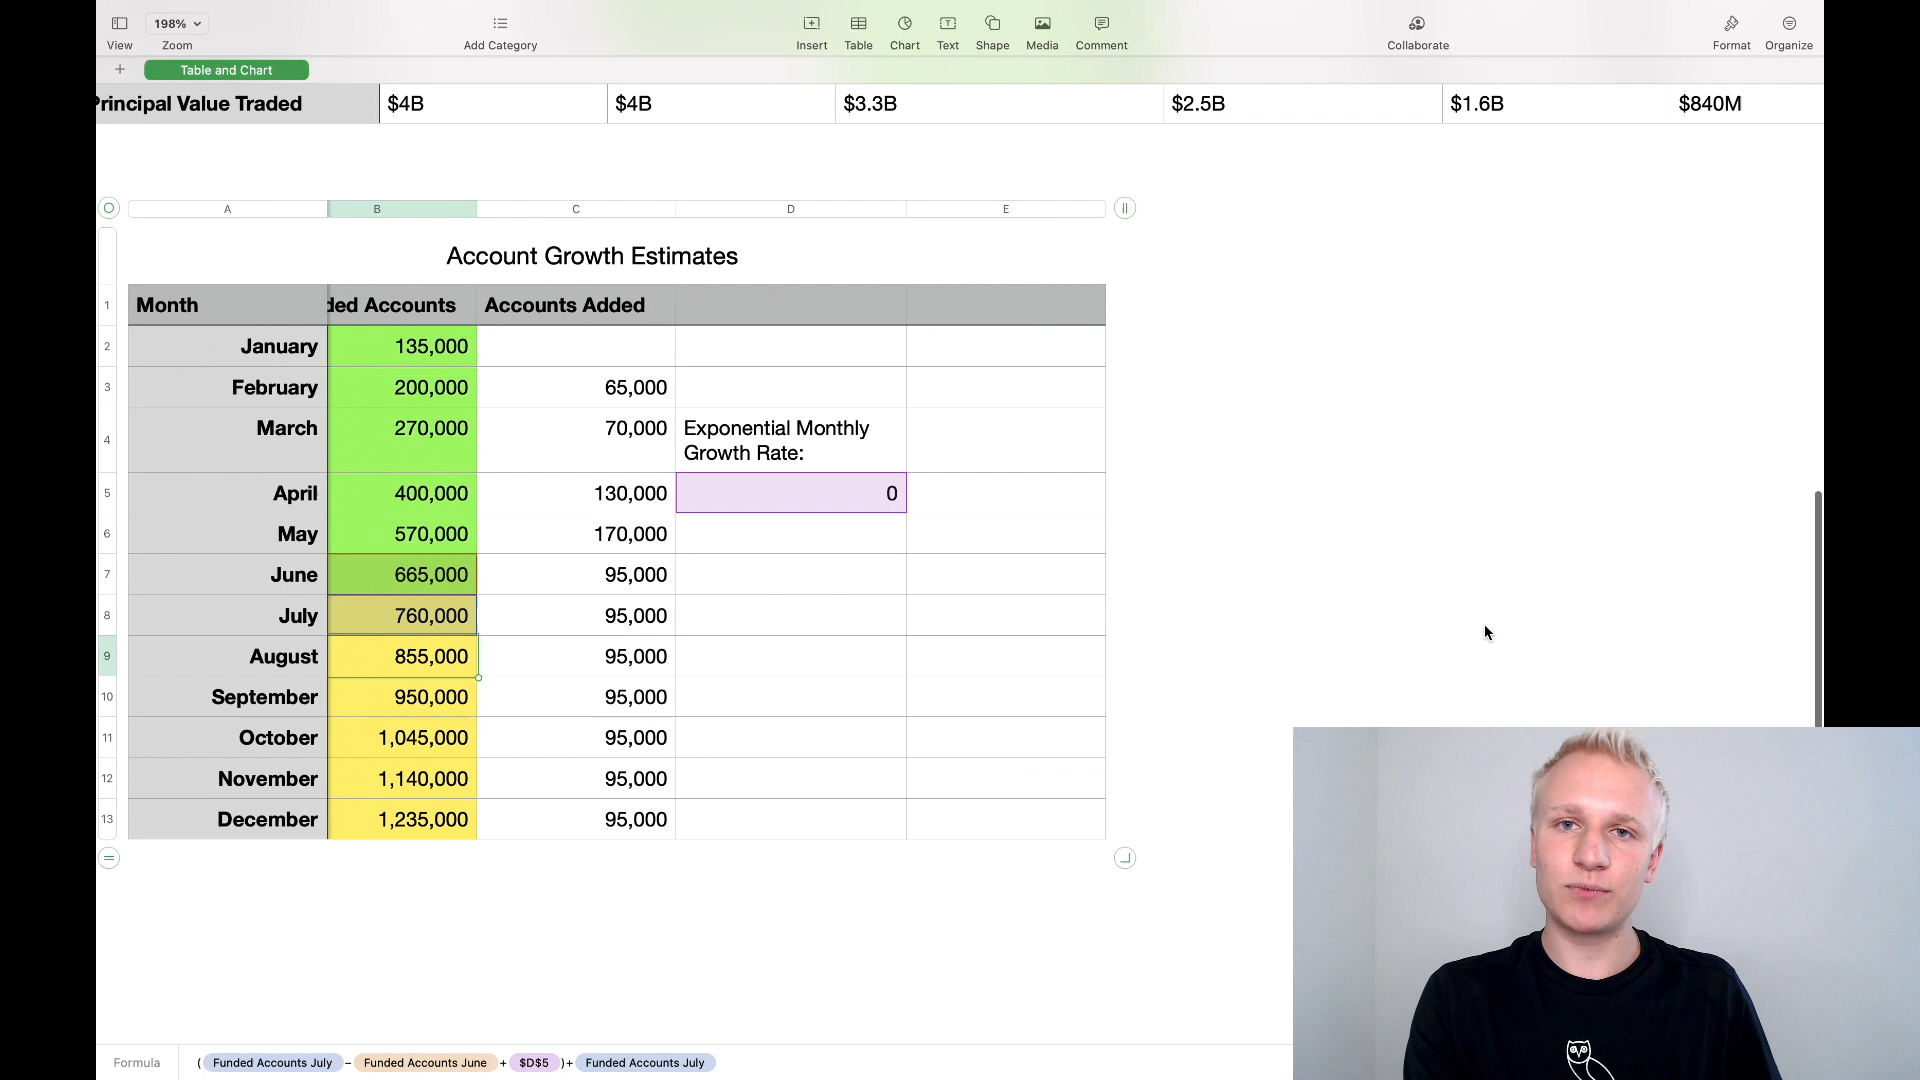 198%
View
Zoom
Add Category
Insert
Table
Chart
Text
Shape
Media
Comment
Collaborate
Format
Organize
Table and Chart
Principal Value Traded $4B $4B $3.3B $2.5B $1.6B $840M
A B C D E
Account Growth Estimates
1 Month ded Accounts Accounts Added
2 January 135,000
3 February 200,000 65,000
4 March 270,000 70,000 Exponential Monthly
Growth Rate:
5 April 400,000 130,000 0
6 May 570,000 170,000
7 June 665,000 95,000
8 July 760,000 95,000
9 August 855,000 95,000
10 September 950,000 95,000
11 October 1,045,000 95,000
12 November 1,140,000 95,000
13 December 1,235,000 95,000
Formula ( Funded Accounts July − Funded Accounts June + $D$5 ) + Funded Accounts July